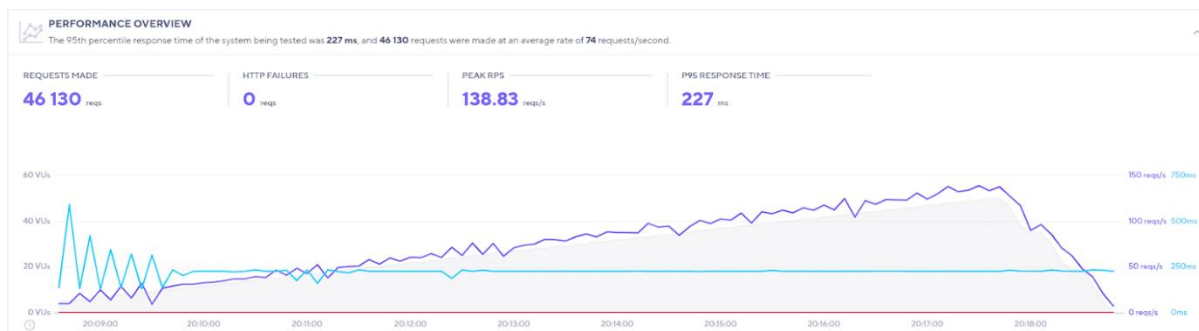 PERFORMANCE OVERVIEW
The 95th percentile response time of the system being tested was 227 ms, and 46 130 requests were made at an average rate of 74 requests/second.
REQUESTS MADE HTTP FAILURES PEAK RPS P95 RESPONSE TIME
46 130 reqs 0 reqs 138.83 reqs/s 227 ms
60 VUs 150 reqs/s 750ms
40 VUs 100 reqs/s 500ms
20 VUs 50 reqs/s 250ms
0 VUs 0 reqs/s 0ms
20:09:00 20:10:00 20:11:00 20:12:00 20:13:00 20:14:00 20:15:00 20:16:00 20:17:00 20:18:00